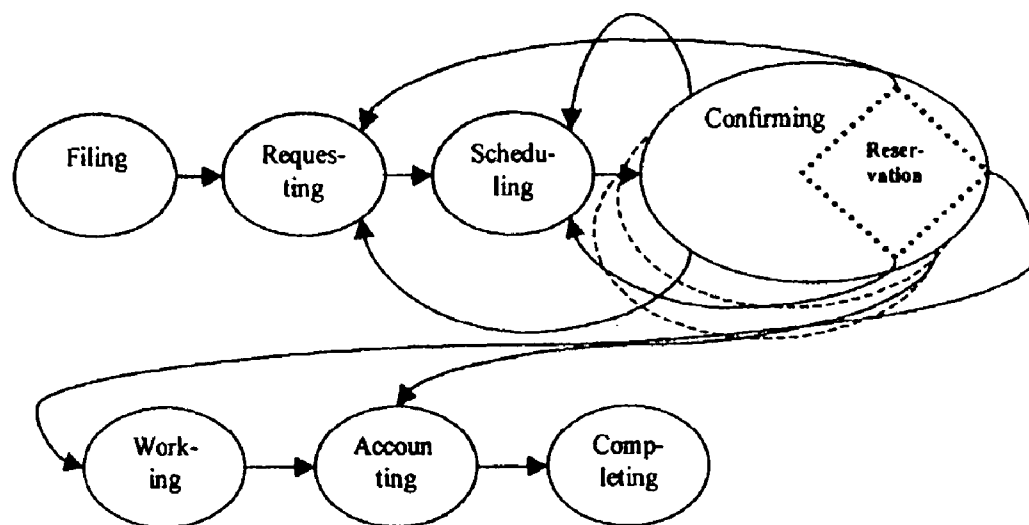 Filing
Reques-
ting
Schedu-
ling
Confirming
Reser-
vation
Work-
ing
Accoun
ting
Comp-
leting